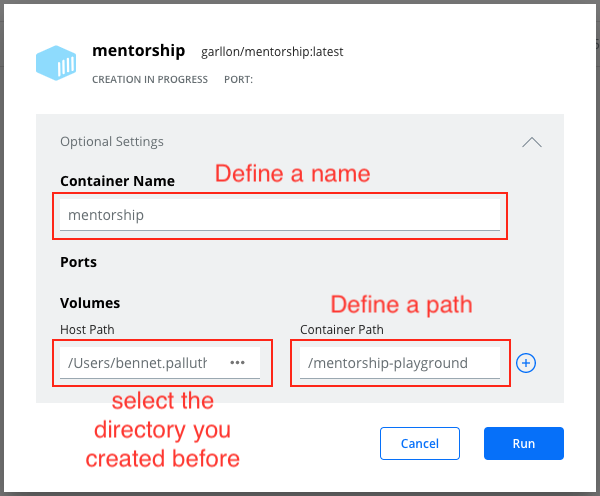 mentorship garllon/mentorship:latest
CREATION IN PROGRESS PORT:
Optional Settings
Define a name
Container Name
mentorship
Ports
Define a path
Volumes
Host Path Container Path
/Users/bennet.palluth ••• /mentorship-playground
select the
directory you
created before
Cancel Run